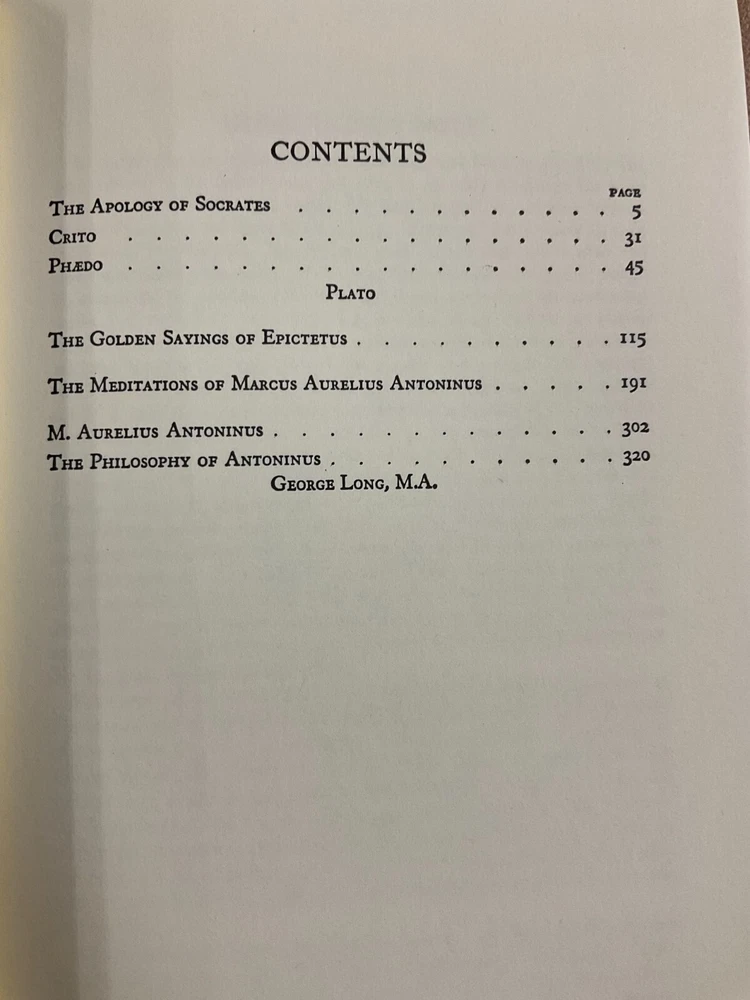 CONTENTS
PAGE
The Apology of Socrates . . . . . . . . . . . . 5
Crito . . . . . . . . . . . . . . . . . . 31
Phædo . . . . . . . . . . . . . . . . . . 45
Plato
The Golden Sayings of Epictetus . . . . . . . . . . 115
The Meditations of Marcus Aurelius Antoninus . . . . . 191
M. Aurelius Antoninus . . . . . . . . . . . . . 302
The Philosophy of Antoninus . . . . . . . . . . . 320
George Long, M.A.